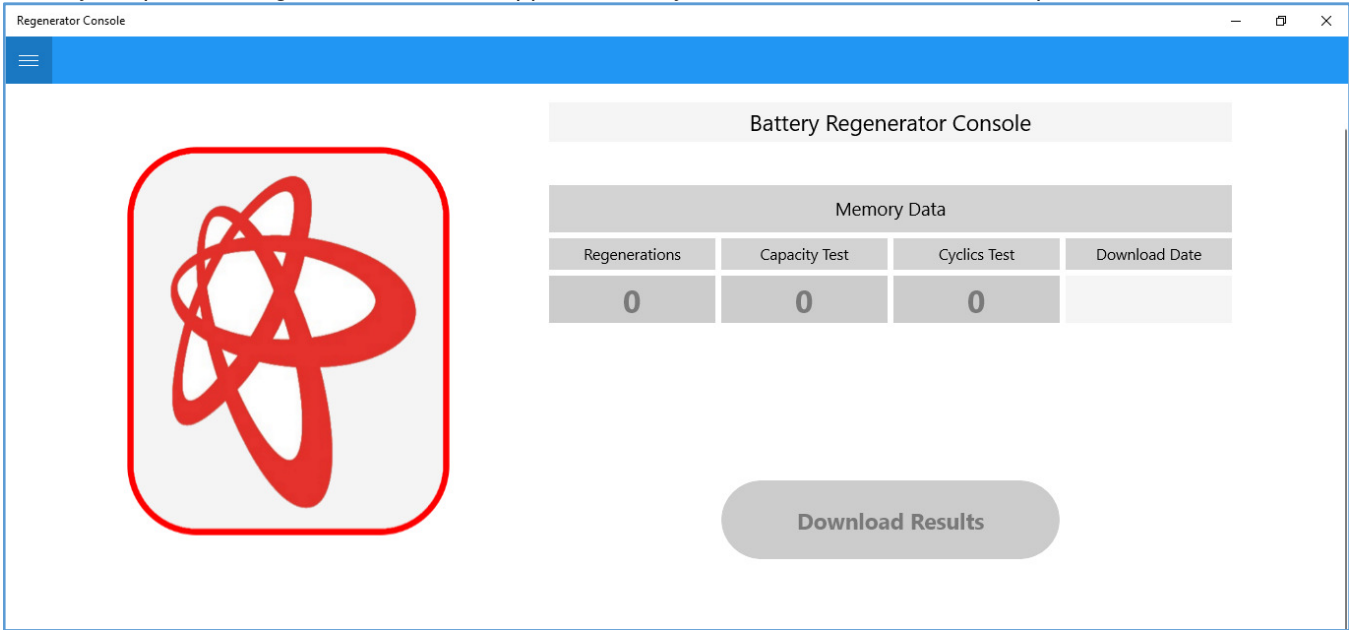 Regenerator Console
Battery Regenerator Console
Memory Data
Regenerations Capacity Test Cyclics Test Download Date
0 0 0
Download Results